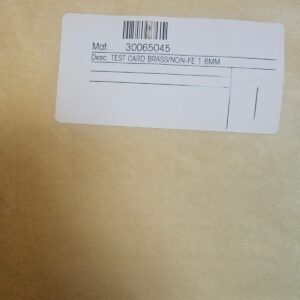 Mat: 30065045
Desc: TEST CARD BRASS/NON-FE 1.6MM